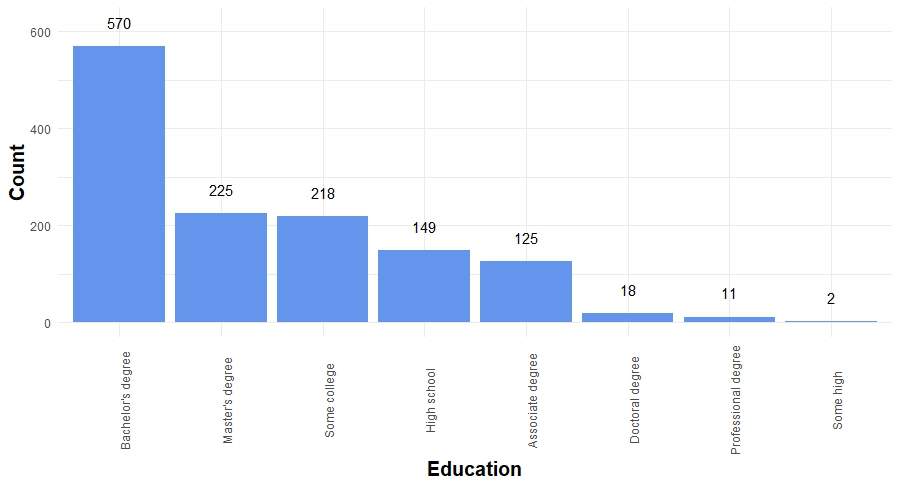 570
600
225
218
400
149
125
200
18
11
2
0
Count
Bachelor's degree
Master's degree
Some college
High school
Associate degree
Doctoral degree
Professional degree
Some high
Education